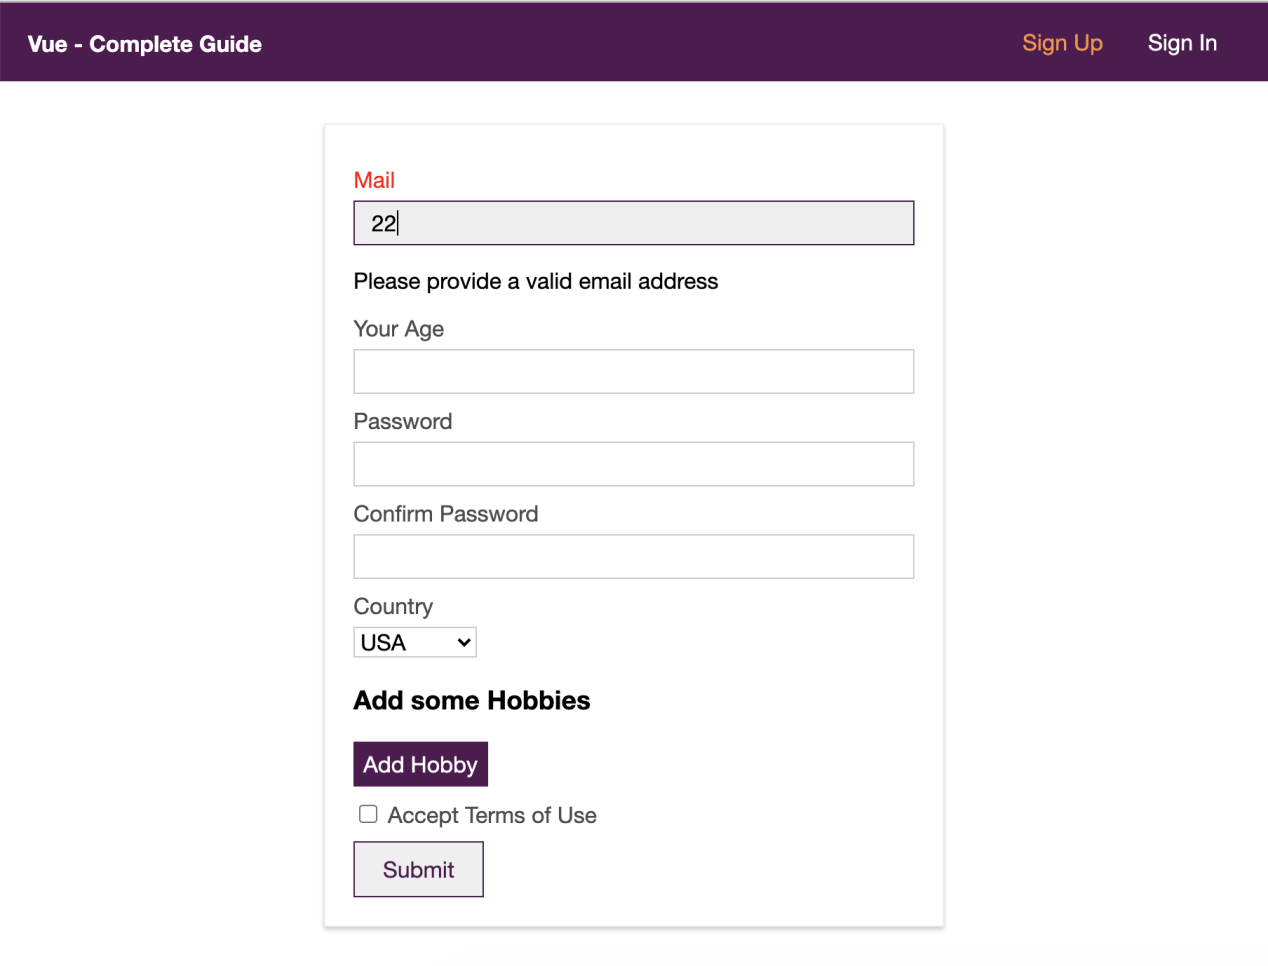 Vue - Complete Guide
Sign Up
Sign In
Mail
22
Please provide a valid email address
Your Age
Password
Confirm Password
Country
USA
Add some Hobbies
Add Hobby
Accept Terms of Use
Submit